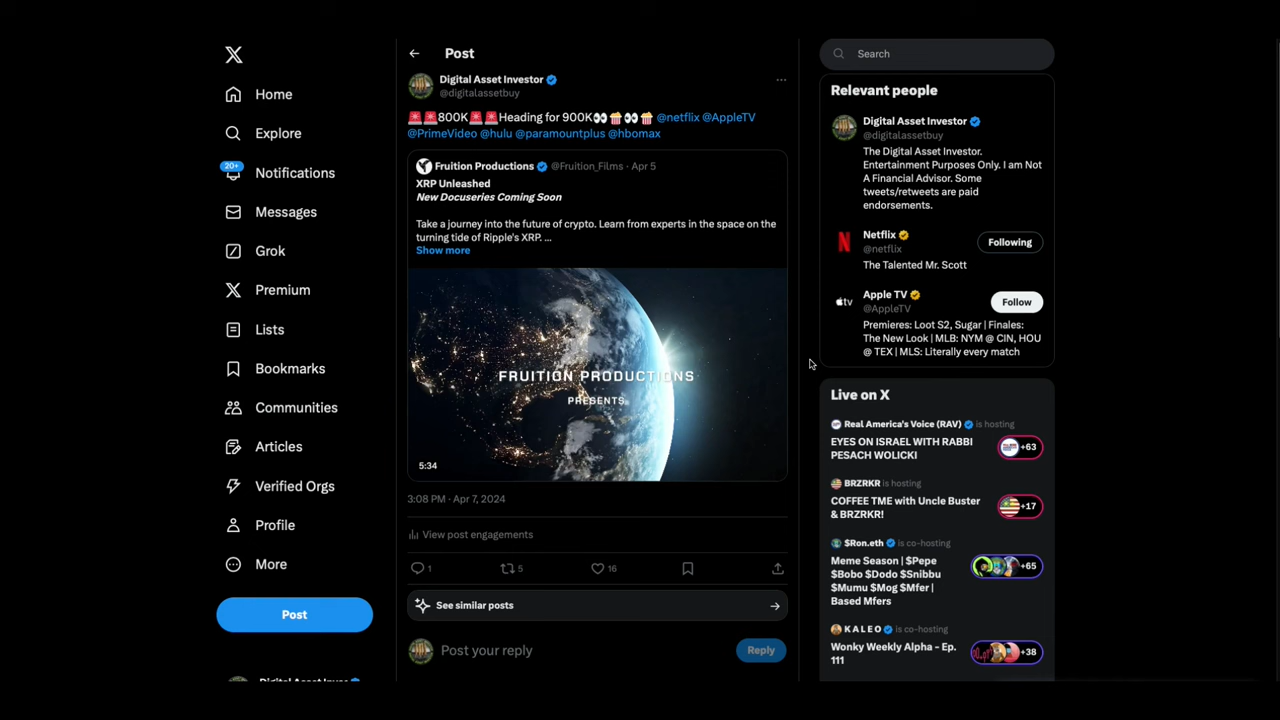 Home
Explore
20+
Notifications
Messages
Grok
Premium
Lists
Bookmarks
Communities
Articles
Verified Orgs
Profile
More
Post
Post
Digital Asset Investor
@digitalassetbuy
🚨🚨800K🚨🚨Heading for 900K👀🍿👀🍿 @netflix @AppleTV
@PrimeVideo @hulu @paramountplus @hbomax
Fruition Productions @Fruition_Films · Apr 5
XRP Unleashed
New Docuseries Coming Soon
Take a journey into the future of crypto. Learn from experts in the space on the
turning tide of Ripple's XRP. ...
Show more
FRUITION PRODUCTIONS
PRESENTS
5:34
3:08 PM · Apr 7, 2024
View post engagements
1
5
16
See similar posts
Post your reply
Reply
Search
Relevant people
Digital Asset Investor
@digitalassetbuy
The Digital Asset Investor.
Entertainment Purposes Only. I am Not
A Financial Advisor. Some
tweets/retweets are paid
endorsements.
Netflix
@netflix
Following
The Talented Mr. Scott
Apple TV
@AppleTV
Follow
Premieres: Loot S2, Sugar | Finales:
The New Look | MLB: NYM @ CIN, HOU
@ TEX | MLS: Literally every match
Live on X
Real America's Voice (RAV) is hosting
EYES ON ISRAEL WITH RABBI
PESACH WOLICKI
+63
BRZRKR is hosting
COFFEE TME with Uncle Buster
& BRZRKR!
+17
$Ron.eth is co-hosting
Meme Season | $Pepe
$Bobo $Dodo $Snibbu
$Mumu $Mog $Mfer |
Based Mfers
+65
K A L E O is co-hosting
Wonky Weekly Alpha - Ep.
111
+38